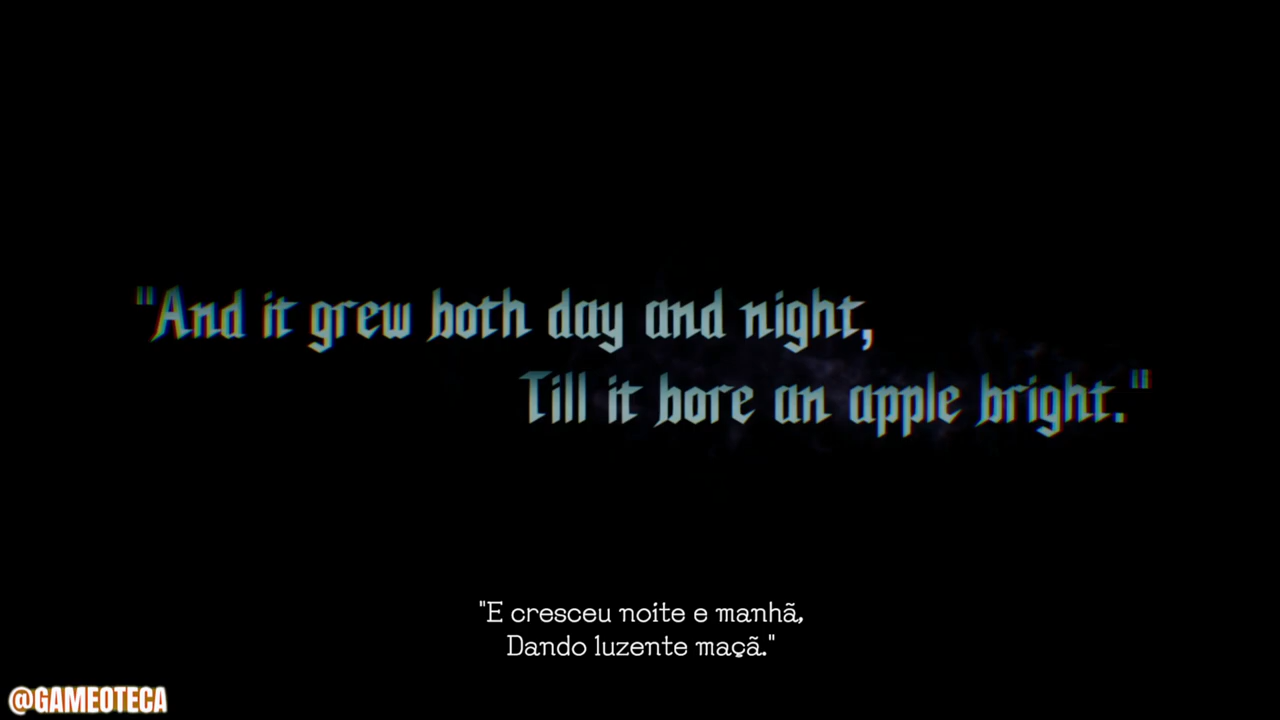 "And it grew both day and night,
Till it bore an apple bright."
"E cresceu noite e manhã,
Dando luzente maçã."
@GAMEOTECA